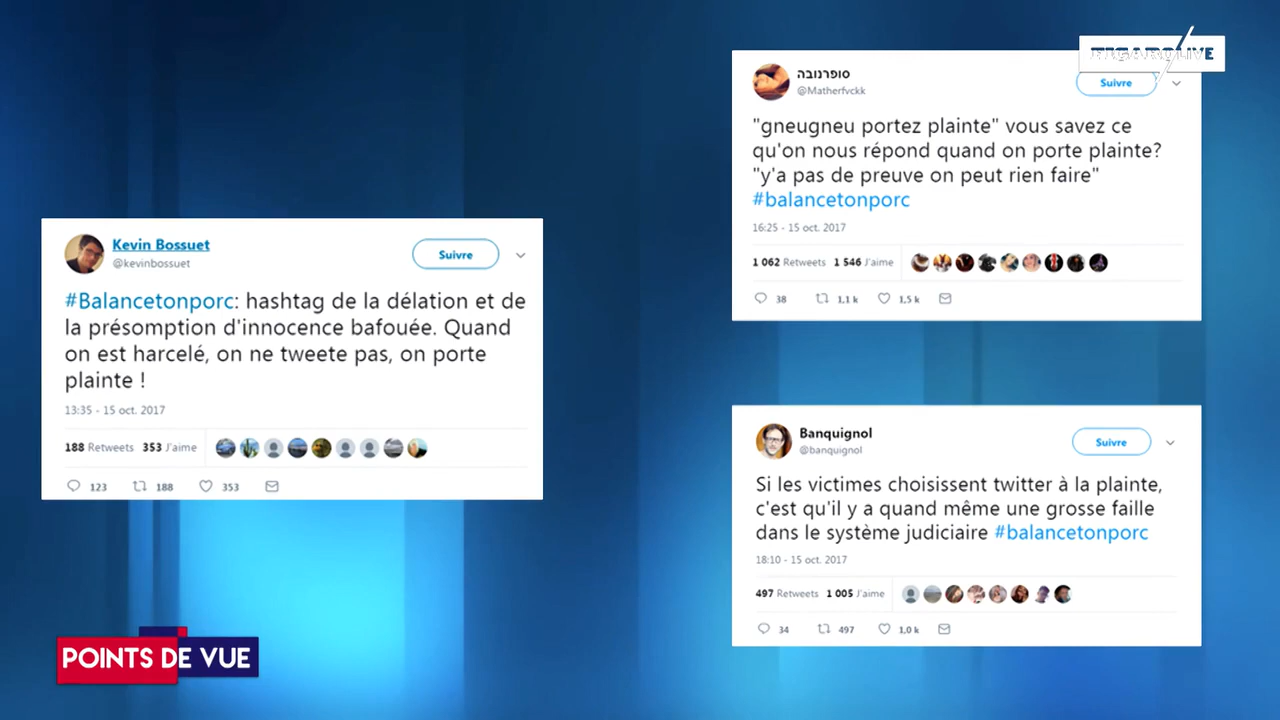 FIGARO LIVE
Kevin Bossuet
@kevinbossuet
Suivre
#Balancetonporc: hashtag de la délation et de
la présomption d'innocence bafouée. Quand
on est harcelé, on ne tweete pas, on porte
plainte !
13:35 - 15 oct. 2017
188 Retweets 353 J'aime
123 188 353
סופרנובה
@Matherfvckk
Suivre
"gneugneu portez plainte" vous savez ce
qu'on nous répond quand on porte plainte?
"y'a pas de preuve on peut rien faire"
#balancetonporc
16:25 - 15 oct. 2017
1 062 Retweets 1 546 J'aime
38 1,1 k 1,5 k
Banquignol
@banquignol
Suivre
Si les victimes choisissent twitter à la plainte,
c'est qu'il y a quand même une grosse faille
dans le système judiciaire #balancetonporc
18:10 - 15 oct. 2017
497 Retweets 1 005 J'aime
34 497 1,0 k
POINTS DE VUE